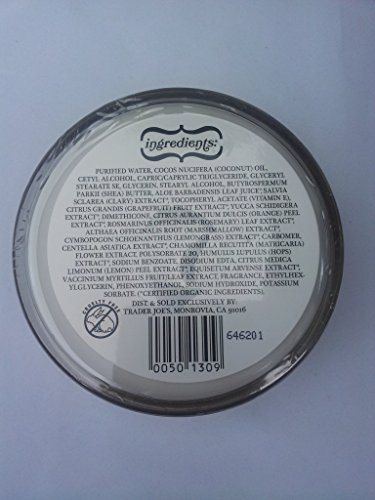 ingredients:
PURIFIED WATER, COCOS NUCIFERA (COCONUT) OIL,
CETYL ALCOHOL, CAPRIC/CAPRYLIC TRIGLYCERIDE, GLYCERYL
STEARATE SE, GLYCERIN, STEARYL ALCOHOL, BUTYROSPERMUM
PARKII (SHEA) BUTTER, ALOE BARBADENSIS LEAF JUICE*, SALVIA
SCLAREA (CLARY) EXTRACT*, TOCOPHERYL ACETATE (VITAMIN E),
CITRUS GRANDIS (GRAPEFRUIT) FRUIT EXTRACT*, YUCCA SCHIDIGERA
EXTRACT*, DIMETHICONE, CITRUS AURANTIUM DULCIS (ORANGE) PEEL
EXTRACT*, ROSMARINUS OFFICINALIS (ROSEMARY) LEAF EXTRACT*,
ALTHAEA OFFICINALIS ROOT (MARSHMALLOW) EXTRACT*,
CYMBOPOGON SCHOENANTHUS (LEMONGRASS) EXTRACT*, CARBOMER,
CENTELLA ASIATICA EXTRACT*, CHAMOMILLA RECUTITA (MATRICARIA)
FLOWER EXTRACT, POLYSORBATE 20, HUMULUS LUPULUS (HOPS)
EXTRACT*, SODIUM BENZOATE, DISODIUM EDTA, CITRUS MEDICA
LIMONUM (LEMON) PEEL EXTRACT*, EQUISETUM ARVENSE EXTRACT*,
VACCINIUM MYRTILLUS FRUIT/LEAF EXTRACT, FRAGRANCE, ETHYLHEX-
YLGLYCERIN, PHENOXYETHANOL, SODIUM HYDROXIDE, POTASSIUM
SORBATE. (*CERTIFIED ORGANIC INGREDIENTS).
DIST & SOLD EXCLUSIVELY BY:
TRADER JOE'S, MONROVIA, CA 91016
CRUELTY FREE
646201
0050 1309